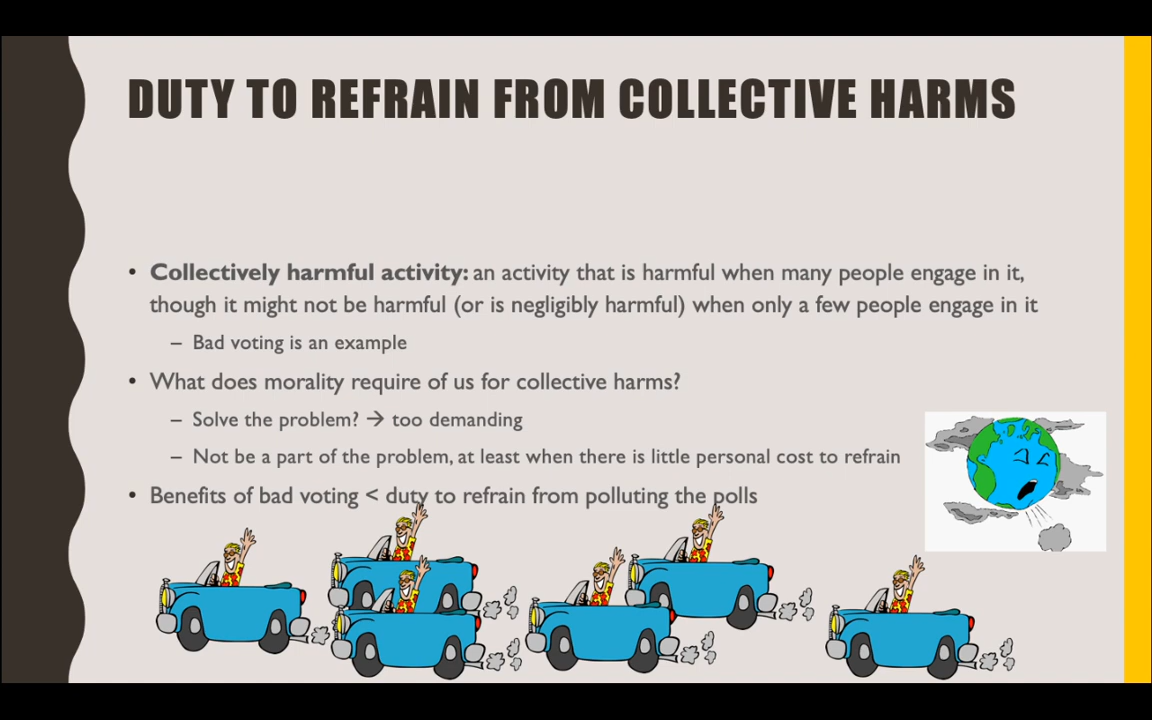 DUTY TO REFRAIN FROM COLLECTIVE HARMS
• Collectively harmful activity: an activity that is harmful when many people engage in it,
though it might not be harmful (or is negligibly harmful) when only a few people engage in it
– Bad voting is an example
• What does morality require of us for collective harms?
– Solve the problem? → too demanding
– Not be a part of the problem, at least when there is little personal cost to refrain
• Benefits of bad voting < duty to refrain from polluting the polls